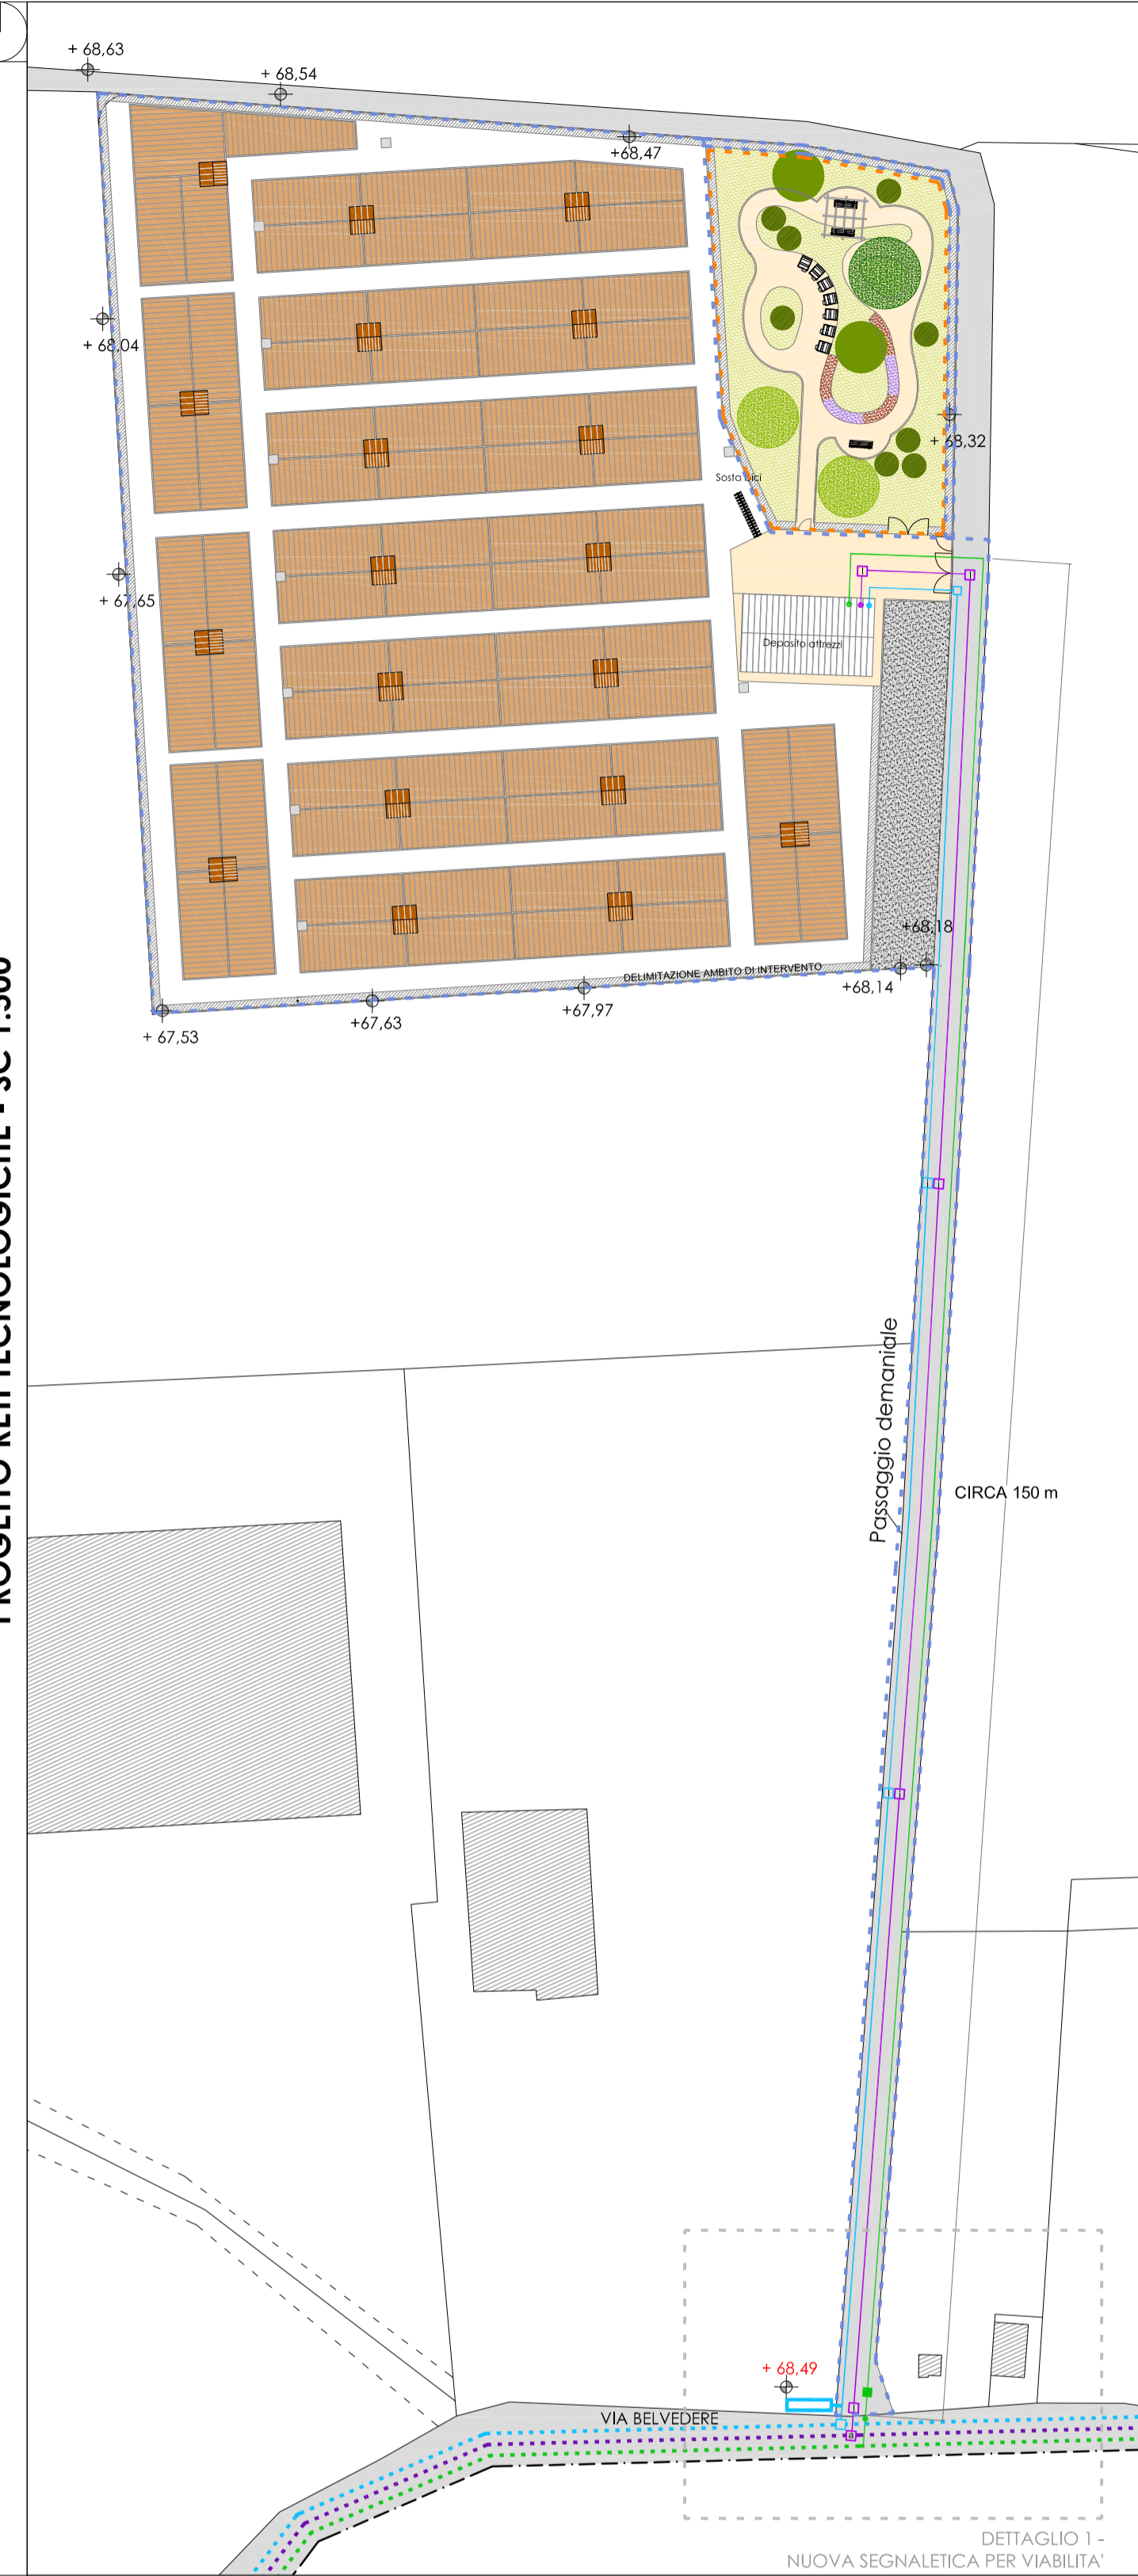 + 68,63
+ 68,54
+68,47
+ 68,04
+ 68,32
Sosta bici
+ 67,65
Deposito attrezzi
+68,18
DELIMITAZIONE AMBITO DI INTERVENTO
+68,14
+67,97
+67,63
+ 67,53
Passaggio demaniale
CIRCA 150 m
+ 68,49
VIA BELVEDERE
a
DETTAGLIO 1 -
NUOVA SEGNALETICA PER VIABILITA'